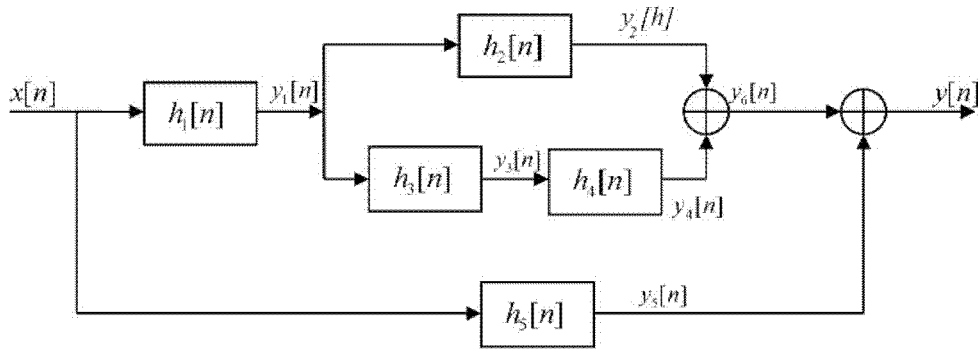 y₂[h]
h₂[n]
x[n]
h₁[n]
y₁[n]
y₆[n]
y[n]
h₃[n]
y₃[n]
h₄[n]
y₄[n]
h₅[n]
y₅[n]